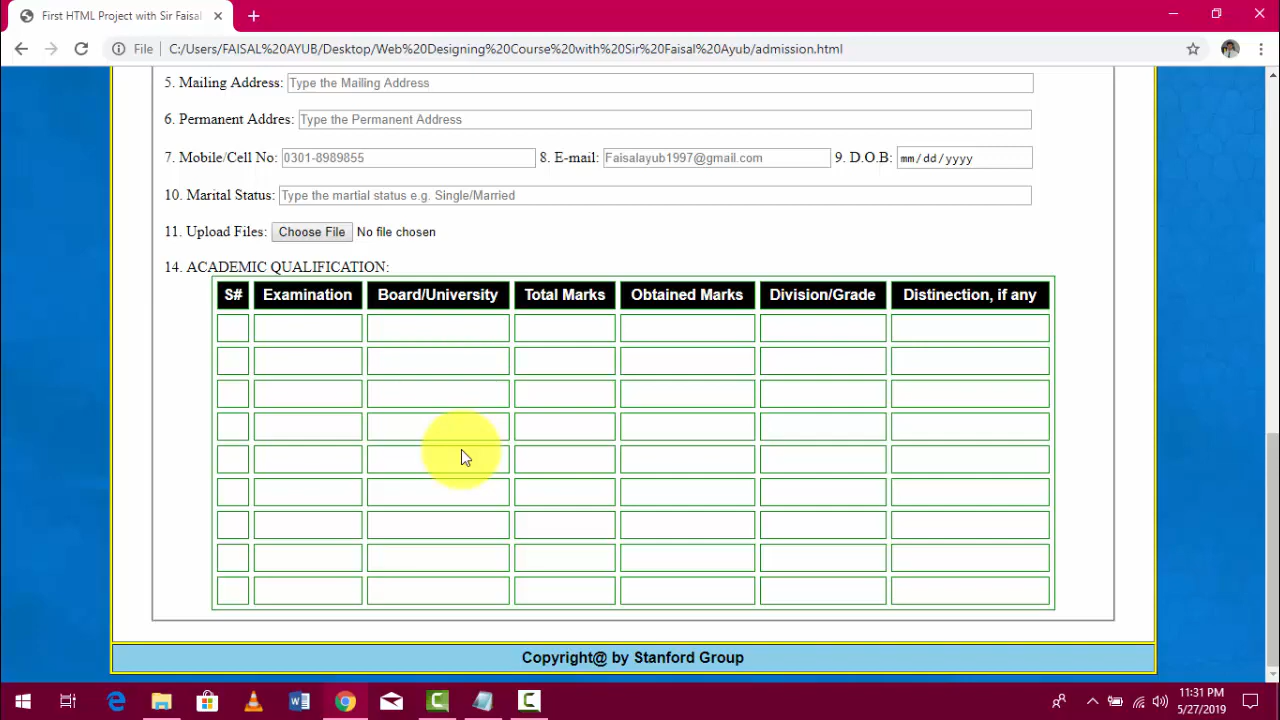 First HTML Project with Sir Faisal
File C:/Users/FAISAL%20AYUB/Desktop/Web%20Designing%20Course%20with%20Sir%20Faisal%20Ayub/admission.html
5. Mailing Address: Type the Mailing Address
6. Permanent Addres: Type the Permanent Address
7. Mobile/Cell No: 0301-8989855 8. E-mail: Faisalayub1997@gmail.com 9. D.O.B: mm/dd/yyyy
10. Marital Status: Type the martial status e.g. Single/Married
11. Upload Files: Choose File No file chosen
14. ACADEMIC QUALIFICATION:
S# Examination Board/University Total Marks Obtained Marks Division/Grade Distinection, if any
Copyright@ by Stanford Group
11:31 PM
5/27/2019